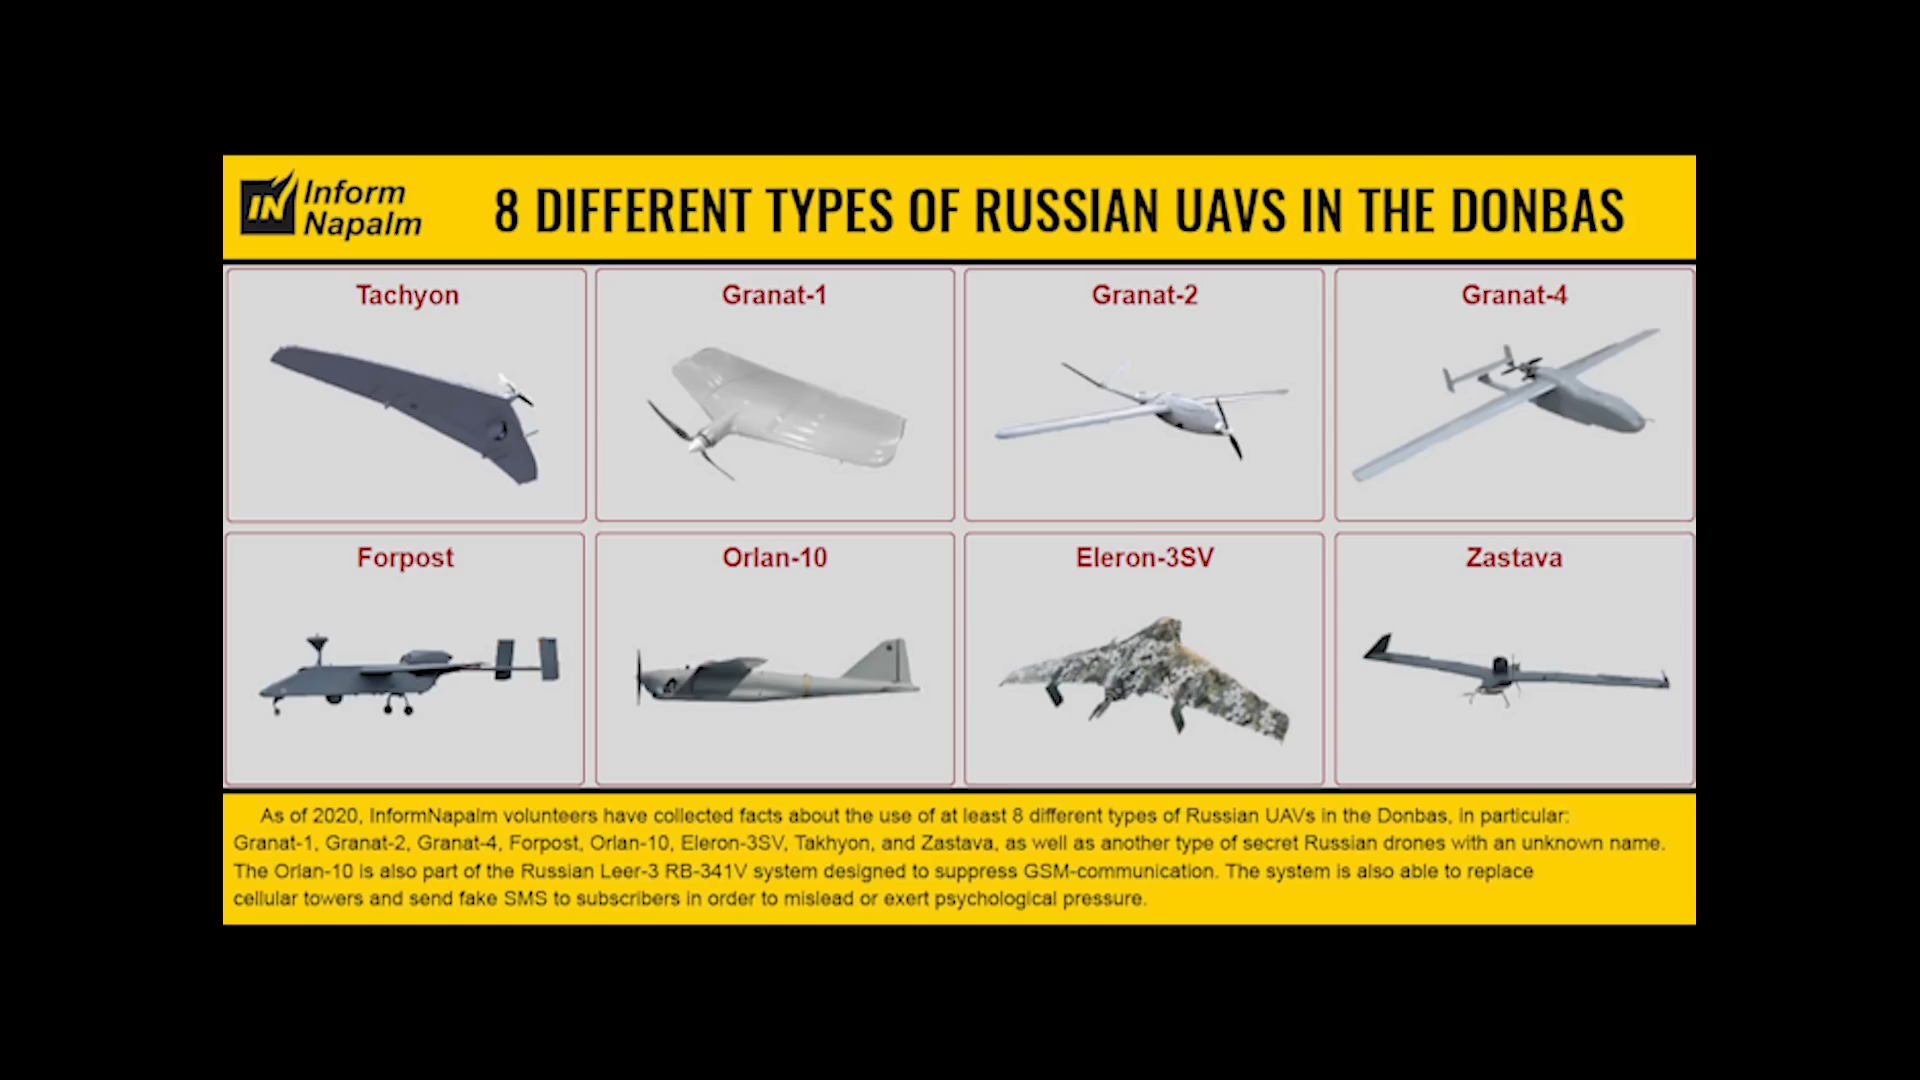 IN Inform
Napalm
8 DIFFERENT TYPES OF RUSSIAN UAVS IN THE DONBAS
Tachyon
Granat-1
Granat-2
Granat-4
Forpost
Orlan-10
Eleron-3SV
Zastava
As of 2020, InformNapalm volunteers have collected facts about the use of at least 8 different types of Russian UAVs in the Donbas, in particular:
Granat-1, Granat-2, Granat-4, Forpost, Orlan-10, Eleron-3SV, Takhyon, and Zastava, as well as another type of secret Russian drones with an unknown name.
The Orlan-10 is also part of the Russian Leer-3 RB-341V system designed to suppress GSM-communication. The system is also able to replace
cellular towers and send fake SMS to subscribers in order to mislead or exert psychological pressure.